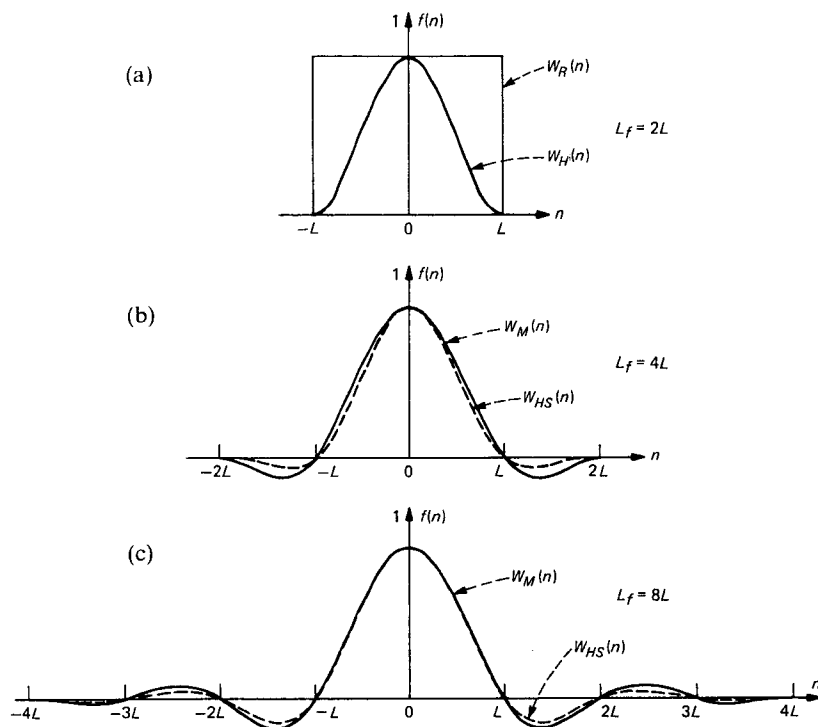 1 f(n)
(a)
W_R(n)
L_f = 2L
W_H(n)
-L 0 L n
1 f(n)
(b)
W_M(n)
L_f = 4L
W_HS(n)
-2L -L 0 L 2L n
1 f(n)
(c)
W_M(n)
L_f = 8L
W_HS(n)
-4L -3L -2L -L 0 L 2L 3L 4L n